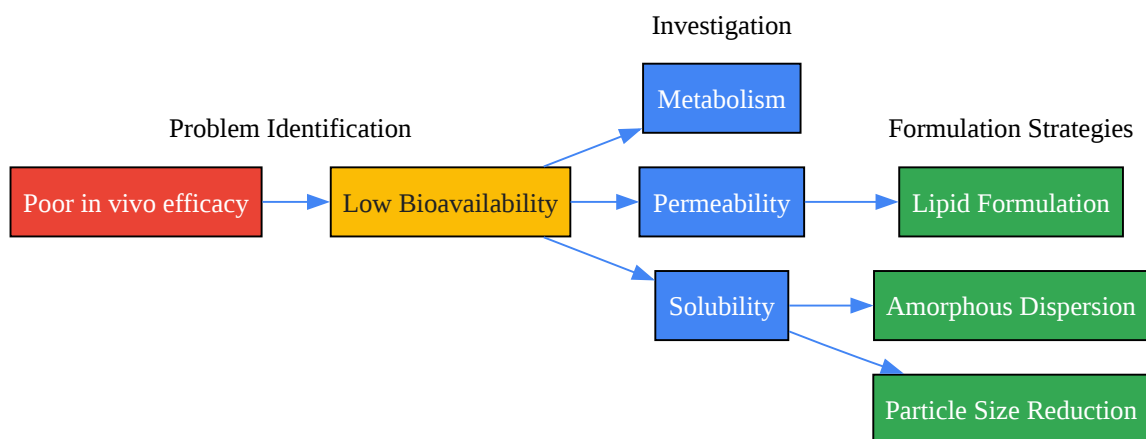 Investigation
Metabolism
Problem Identification
Formulation Strategies
Poor in vivo efficacy
Low Bioavailability
Permeability
Lipid Formulation
Solubility
Amorphous Dispersion
Particle Size Reduction